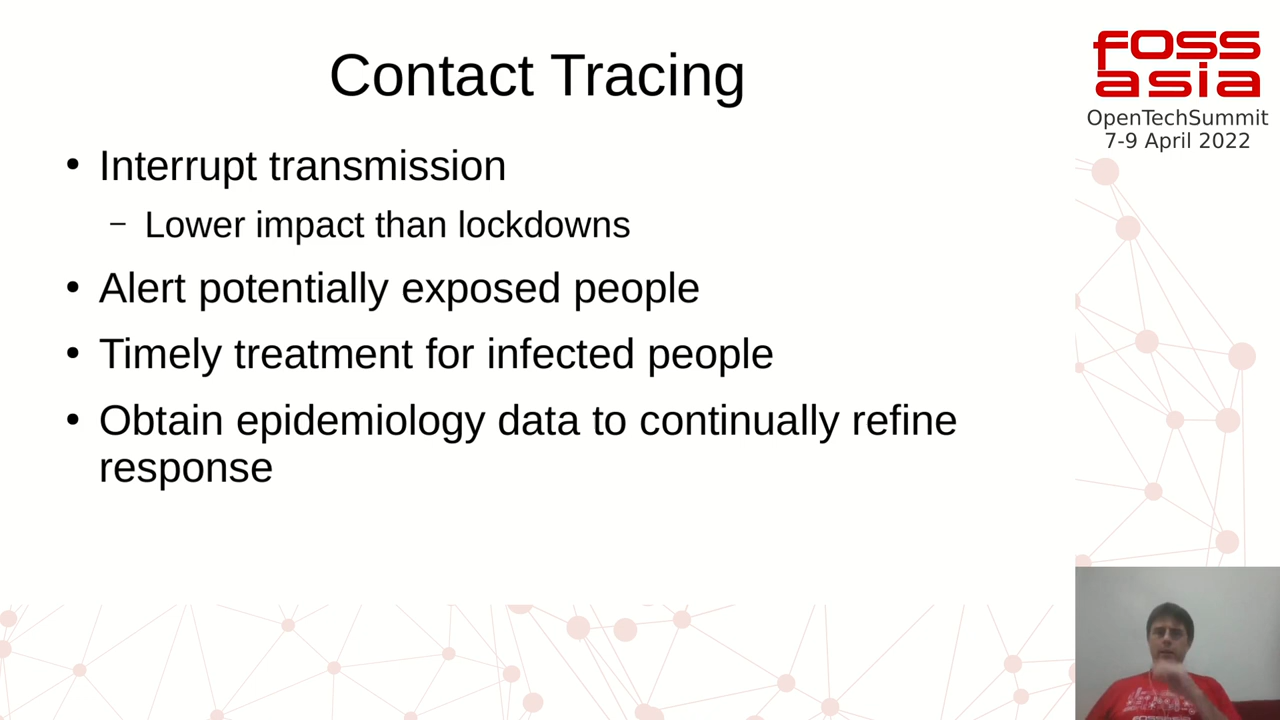 Contact Tracing
• Interrupt transmission
– Lower impact than lockdowns
• Alert potentially exposed people
• Timely treatment for infected people
• Obtain epidemiology data to continually refine
response
foss
asia
OpenTechSummit
7-9 April 2022